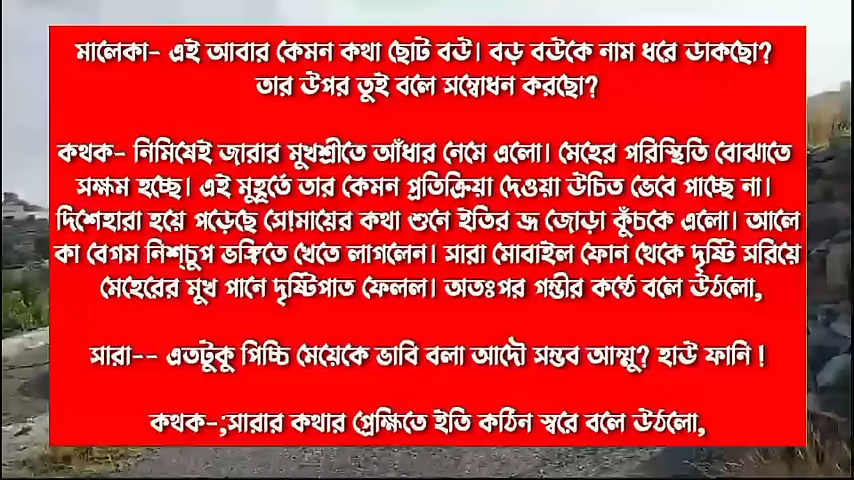 মালেকা- এই আবার কেমন কথা ছোট বউ। বড় বউকে নাম ধরে ডাকছো?
তার উপর তুই বলে সম্বোধন করছো?
কথক- নিমিষেই জারার মুখশ্রীতে আঁধার নেমে এলো। মেহের পরিস্থিতি বোঝাতে
সক্ষম হচ্ছে। এই মুহূর্তে তার কেমন প্রতিক্রিয়া দেওয়া উচিত ভেবে পাচ্ছে না।
দিশেহারা হয়ে পড়েছে সো!মায়ের কথা শুনে ইতির ভ্রু জোড়া কুঁচকে এলো। আলে
কা বেগম নিশ্চুপ ভঙ্গিতে খেতে লাগলেন। সারা মোবাইল ফোন থেকে দৃষ্টি সরিয়ে
মেহেরের মুখ পানে দৃষ্টিপাত ফেলল। অতঃপর গম্ভীর কন্ঠে বলে উঠলো,
সারা-- এতটুকু পিচ্চি মেয়েকে ভাবি বলা আদৌ সম্ভব আম্মু? হাউ ফানি !
কথক-;সারার কথার প্রেক্ষিতে ইতি কঠিন স্বরে বলে উঠলো,